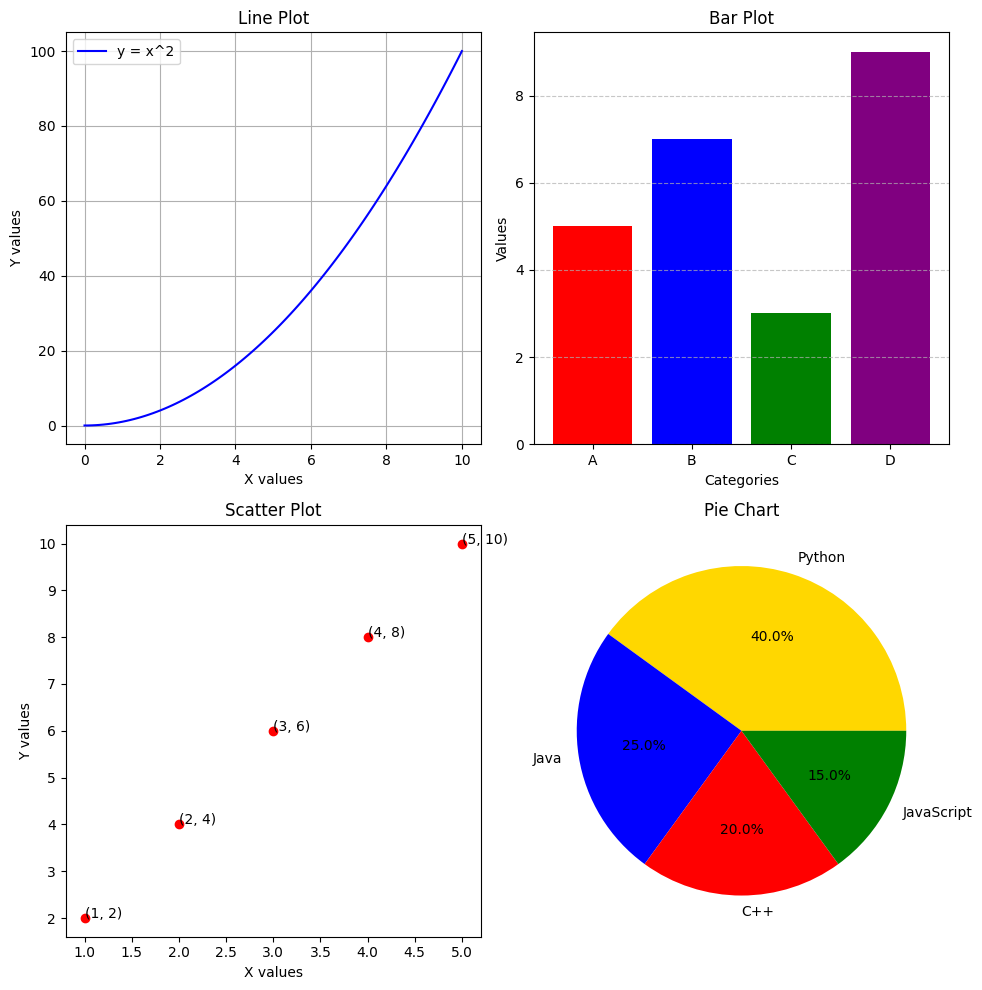 Line Plot
y = x^2
100
80
60
40
20
0
Y values
0 2 4 6 8 10
X values
Bar Plot
8
6
4
2
0
Values
A B C D
Categories
Scatter Plot
10
9
8
7
6
5
4
3
2
Y values
(5, 10)
(4, 8)
(3, 6)
(2, 4)
(1, 2)
1.0 1.5 2.0 2.5 3.0 3.5 4.0 4.5 5.0
X values
Pie Chart
Python
40.0%
Java
25.0%
15.0%
JavaScript
20.0%
C++